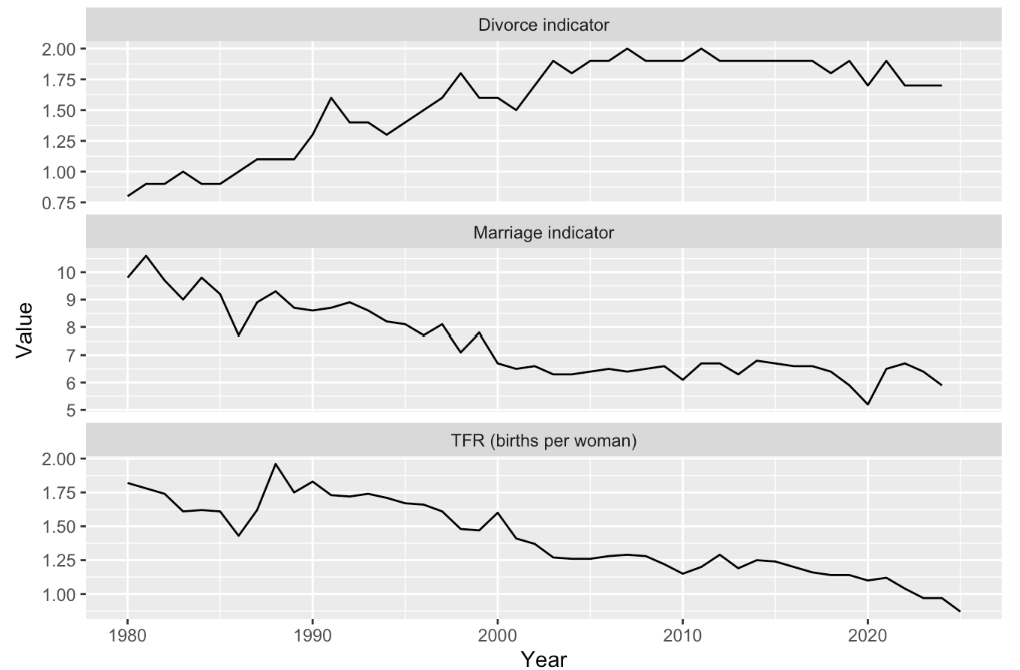 Divorce indicator
2.00
1.75
1.50
1.25
1.00
0.75
Marriage indicator
10
9
8
7
6
5
Value
TFR (births per woman)
2.00
1.75
1.50
1.25
1.00
1980 1990 2000 2010 2020
Year